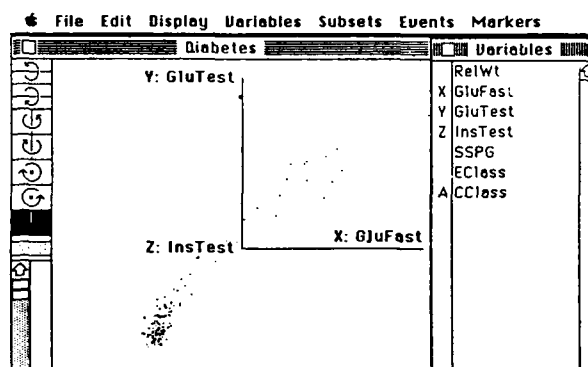 File Edit Display Variables Subsets Events Markers
Diabetes
Variables
Y: GluTest
Z: InsTest
X: GluFast
RelWt
X GluFast
Y GluTest
Z InsTest
SSPG
EClass
A CClass